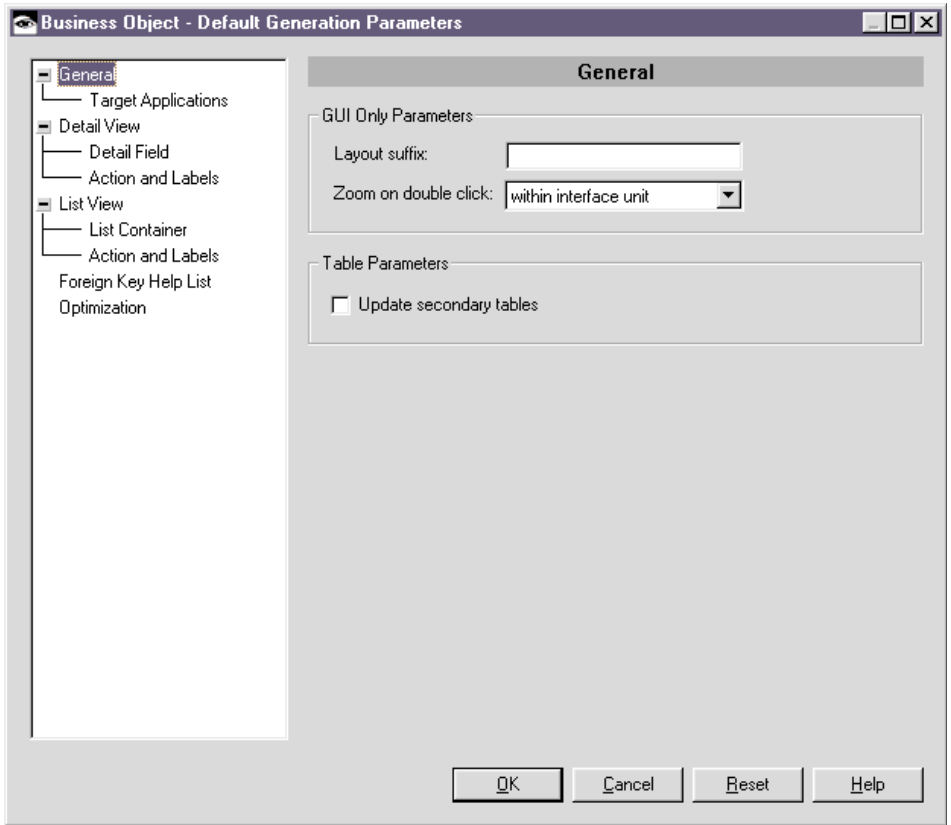 Business Object - Default Generation Parameters
General
Target Applications
Detail View
Detail Field
Action and Labels
List View
List Container
Action and Labels
Foreign Key Help List
Optimization
General
GUI Only Parameters
Layout suffix:
Zoom on double click: within interface unit
Table Parameters
Update secondary tables
OK Cancel Reset Help